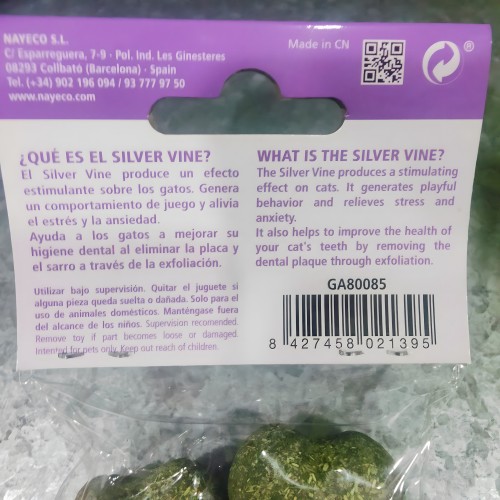 NAYECO S.L.
C/ Esparreguera, 7-9 · Pol. Ind. Les Ginesteres
08293 Collbató (Barcelona) · Spain
Tel. (+34) 902 196 094 / 93 777 97 50
www.nayeco.com
Made in CN
®
¿QUÉ ES EL SILVER VINE?
El Silver Vine produce un efecto
estimulante sobre los gatos. Genera
un comportamiento de juego y alivia
el estrés y la ansiedad.
Ayuda a los gatos a mejorar su
higiene dental al eliminar la placa y
el sarro a través de la exfoliación.
Utilizar bajo supervisión. Quitar el juguete si
alguna pieza queda suelta o dañada. Solo para el
uso de animales domésticos. Manténgase fuera
del alcance de los niños. Supervision recomended.
Remove toy if part becomes loose or damaged.
Intented for pets only. Keep out reach of children.
WHAT IS THE SILVER VINE?
The Silver Vine produces a stimulating
effect on cats. It generates playful
behavior and relieves stress and
anxiety.
It also helps to improve the health of
your cat's teeth by removing the
dental plaque through exfoliation.
GA80085
8 427458 021395